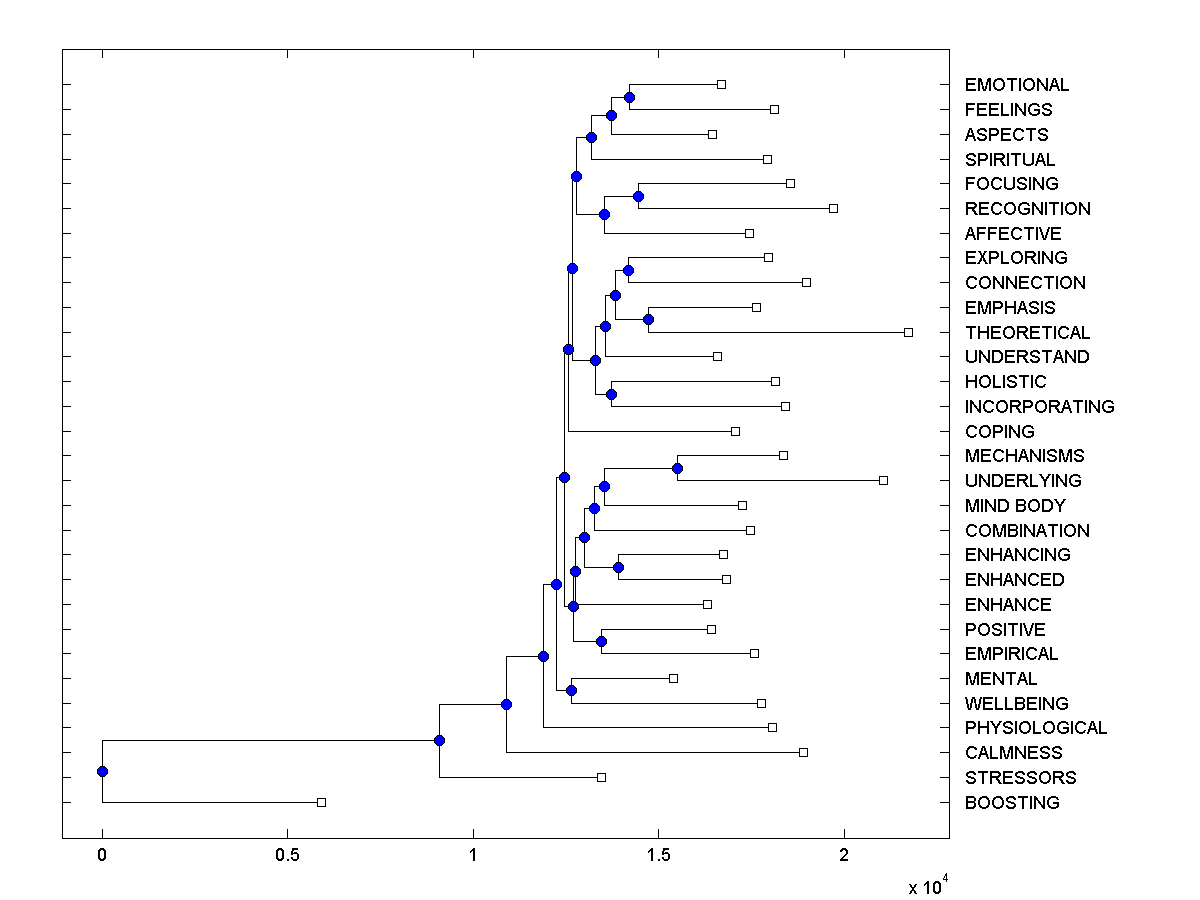 EMOTIONAL
FEELINGS
ASPECTS
SPIRITUAL
FOCUSING
RECOGNITION
AFFECTIVE
EXPLORING
CONNECTION
EMPHASIS
THEORETICAL
UNDERSTAND
HOLISTIC
INCORPORATING
COPING
MECHANISMS
UNDERLYING
MIND BODY
COMBINATION
ENHANCING
ENHANCED
ENHANCE
POSITIVE
EMPIRICAL
MENTAL
WELLBEING
PHYSIOLOGICAL
CALMNESS
STRESSORS
BOOSTING
0 0.5 1 1.5 2
x 10^4